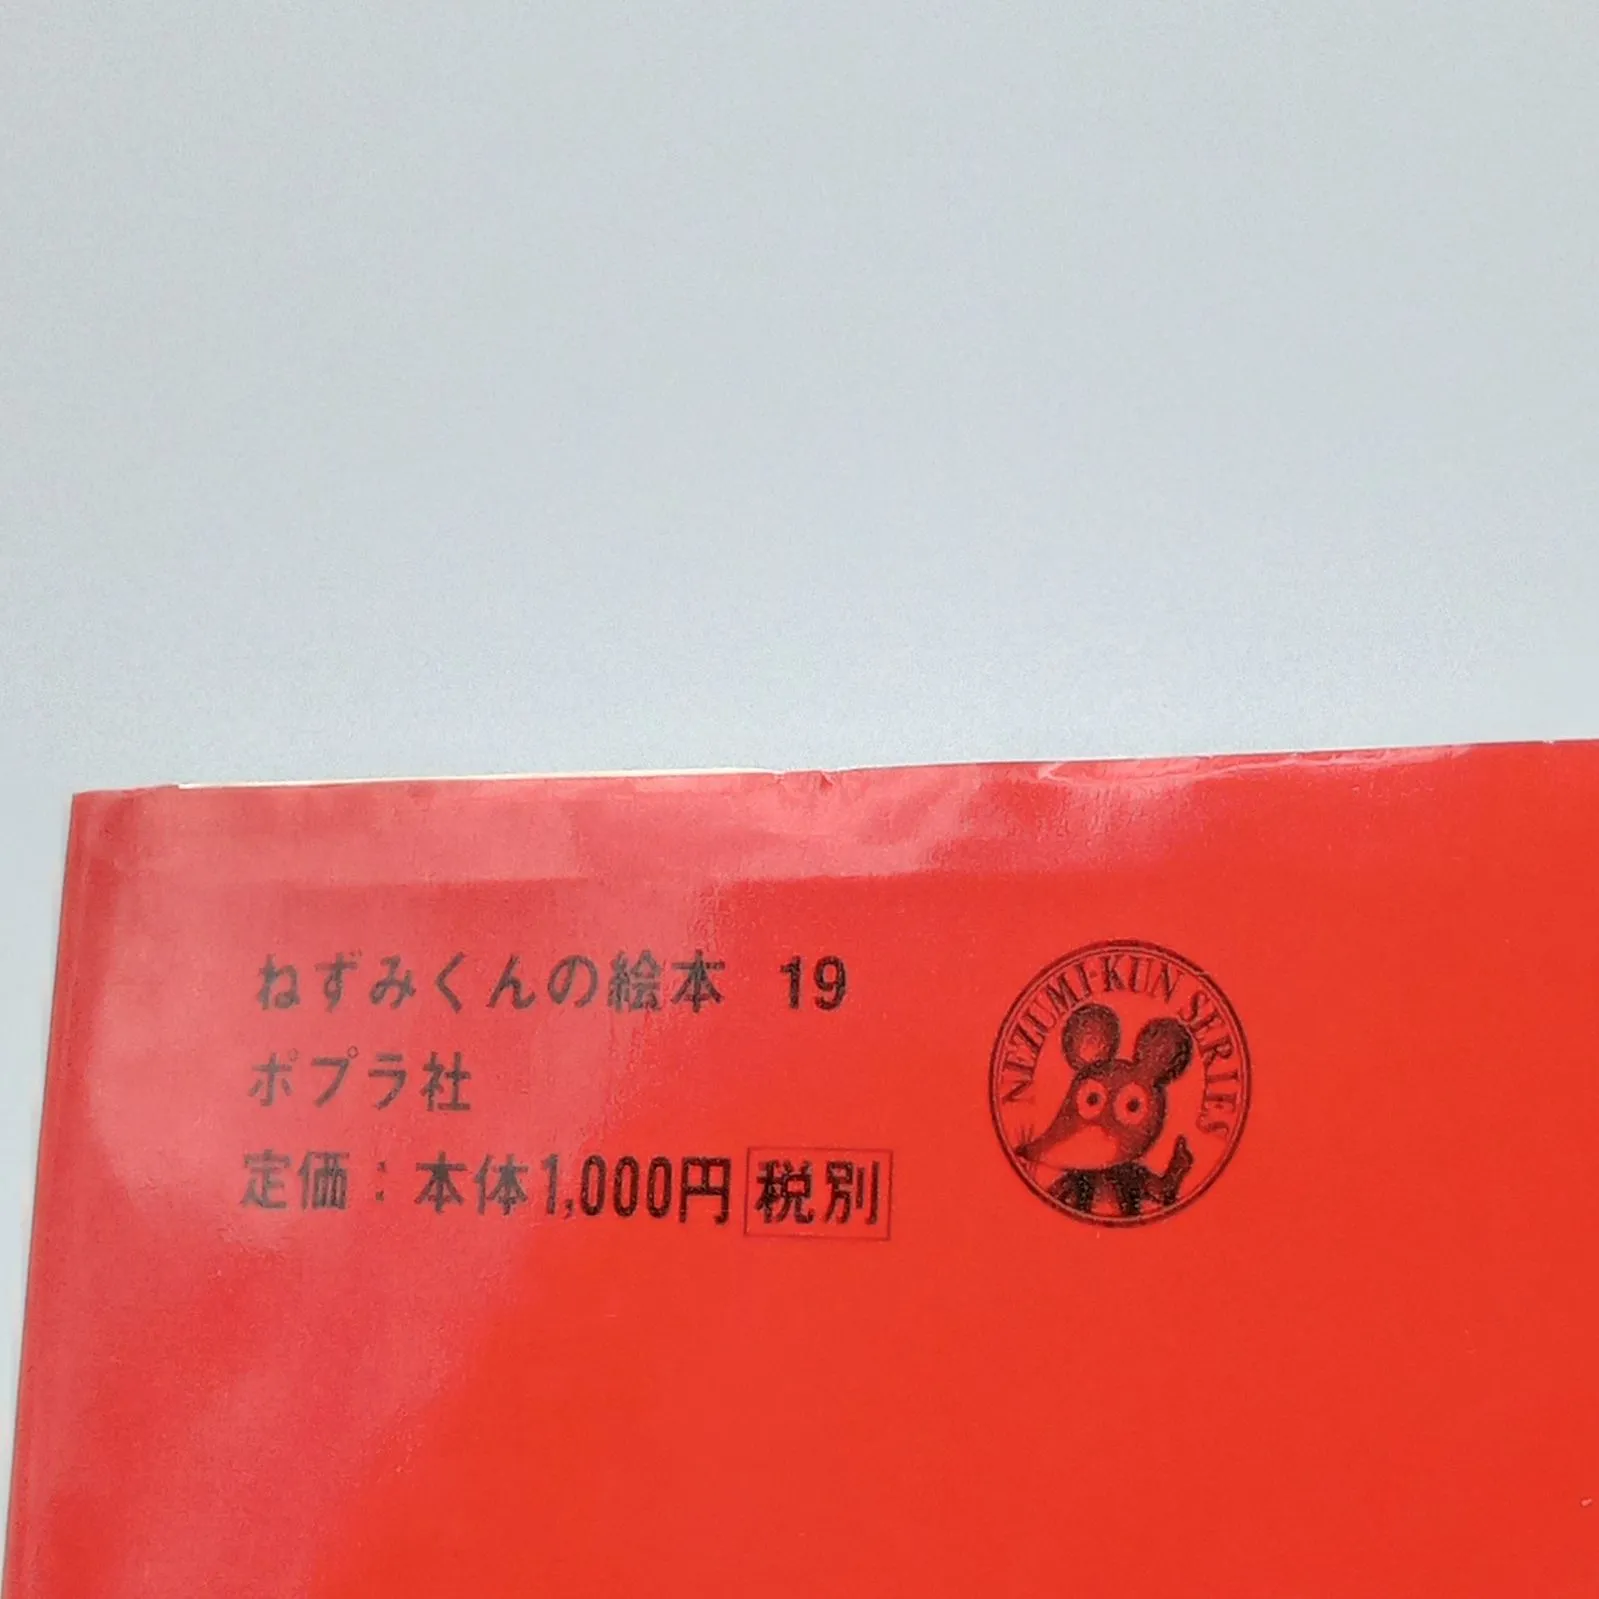 ねずみくんの絵本 19
ポプラ社
定価：本体1,000円 税別
NEZUMI·KUN SERIES